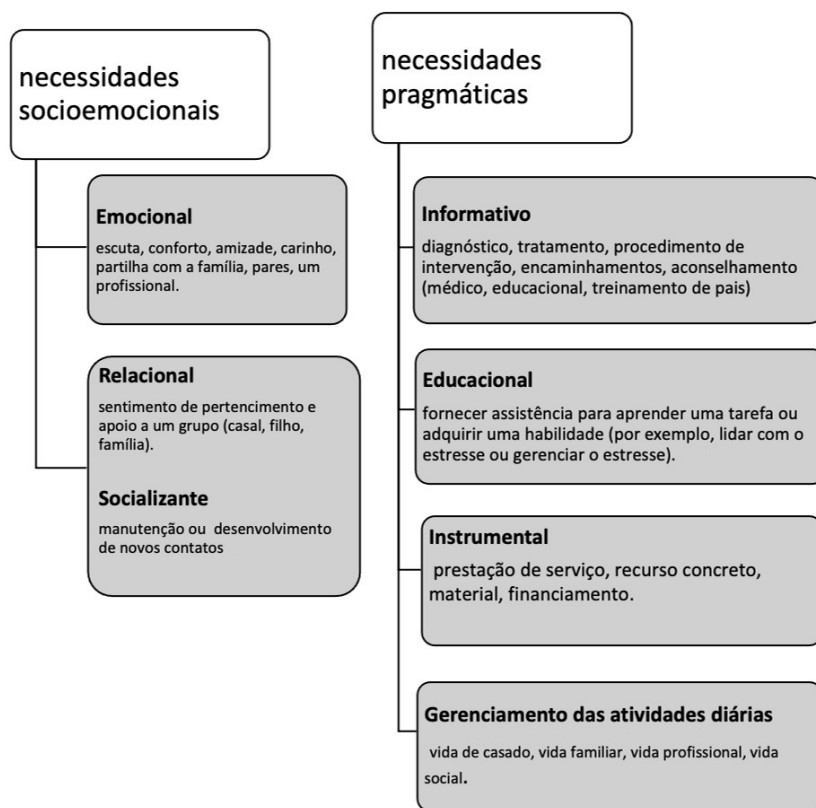 necessidades
socioemocionais
Emocional
escuta, conforto, amizade, carinho,
partilha com a família, pares, um
profissional.
Relacional
sentimento de pertencimento e
apoio a um grupo (casal, filho,
família).
Socializante
manutenção ou desenvolvimento
de novos contatos
necessidades
pragmáticas
Informativo
diagnóstico, tratamento, procedimento de
intervenção, encaminhamentos, aconselhamento
(médico, educacional, treinamento de pais)
Educacional
fornecer assistência para aprender uma tarefa ou
adquirir uma habilidade (por exemplo, lidar com o
estresse ou gerenciar o estresse).
Instrumental
prestação de serviço, recurso concreto,
material, financiamento.
Gerenciamento das atividades diárias
vida de casado, vida familiar, vida profissional, vida
social.